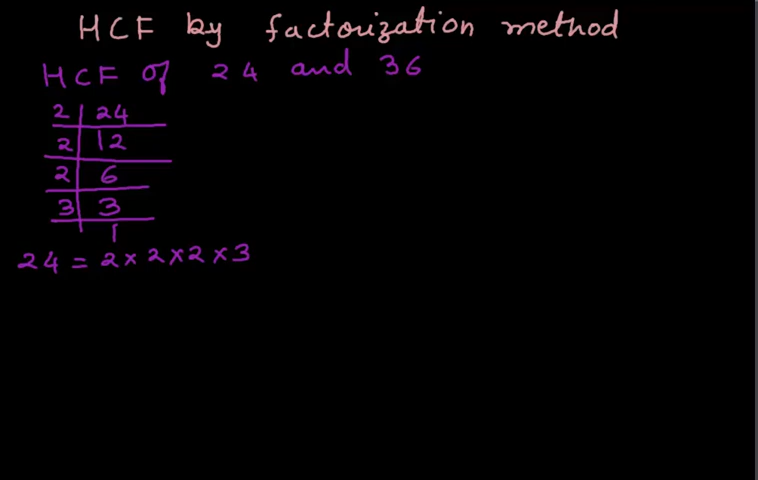 HCF by factorization method
HCF of 24 and 36
2 24
2 12
2 6
3 3
1
24 = 2 × 2 × 2 × 3